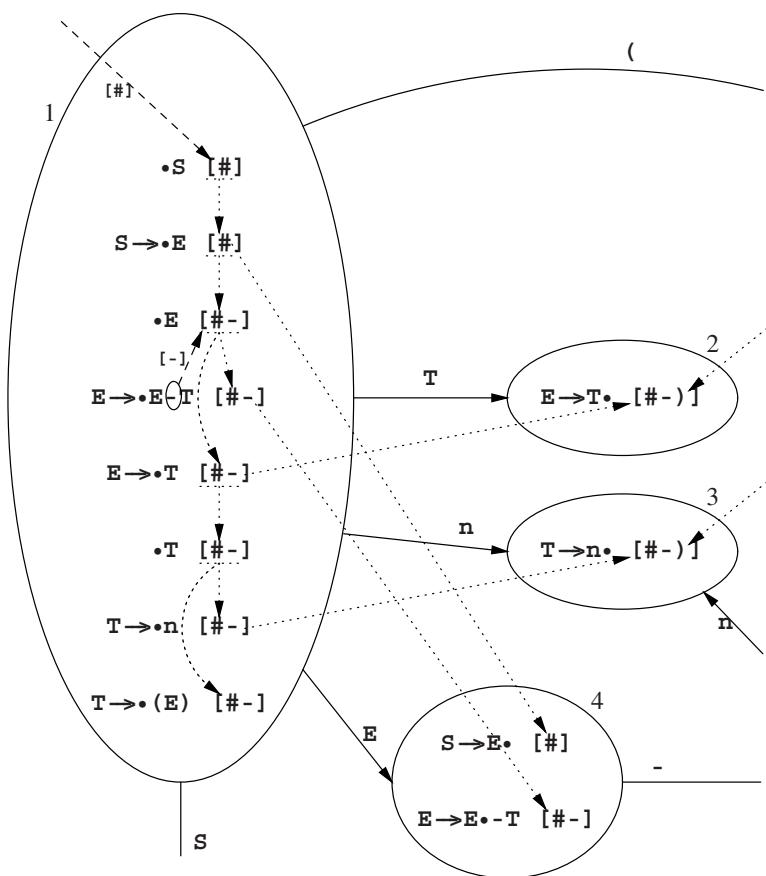 (
[#]
1
•S [#]
S→•E [#]
•E [#-]
2
[-]
T
E→•E-T [#-]
E→T• [#-)]
E→•T [#-]
3
n
•T [#-]
T→n• [#-)]
T→•n [#-]
n
T→•(E) [#-]
4
E
S→E• [#]
-
E→E•-T [#-]
S